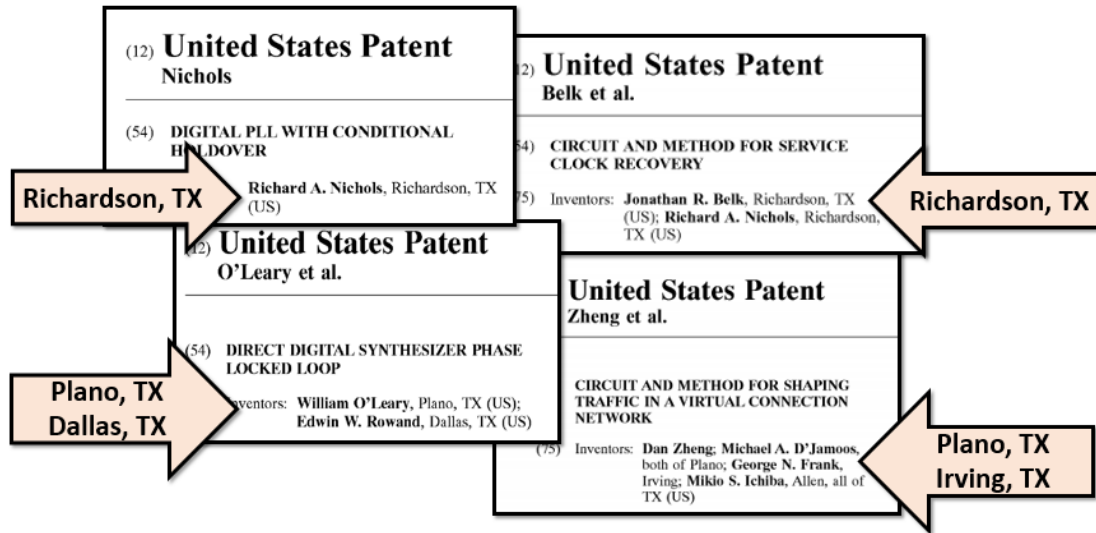 (12) United States Patent
Nichols
(54) DIGITAL PLL WITH CONDITIONAL
HOLDOVER
Richard A. Nichols, Richardson, TX
(US)
Richardson, TX
12) United States Patent
Belk et al.
54) CIRCUIT AND METHOD FOR SERVICE
CLOCK RECOVERY
75) Inventors: Jonathan R. Belk, Richardson, TX
(US); Richard A. Nichols, Richardson,
TX (US)
Richardson, TX
(12) United States Patent
O'Leary et al.
(54) DIRECT DIGITAL SYNTHESIZER PHASE
LOCKED LOOP
Inventors: William O'Leary, Plano, TX (US);
Edwin W. Rowand, Dallas, TX (US)
Plano, TX
Dallas, TX
United States Patent
Zheng et al.
CIRCUIT AND METHOD FOR SHAPING
TRAFFIC IN A VIRTUAL CONNECTION
NETWORK
(75) Inventors: Dan Zheng; Michael A. D'Jamoos,
both of Plano; George N. Frank,
Irving; Mikio S. Ichiba, Allen, all of
TX (US)
Plano, TX
Irving, TX